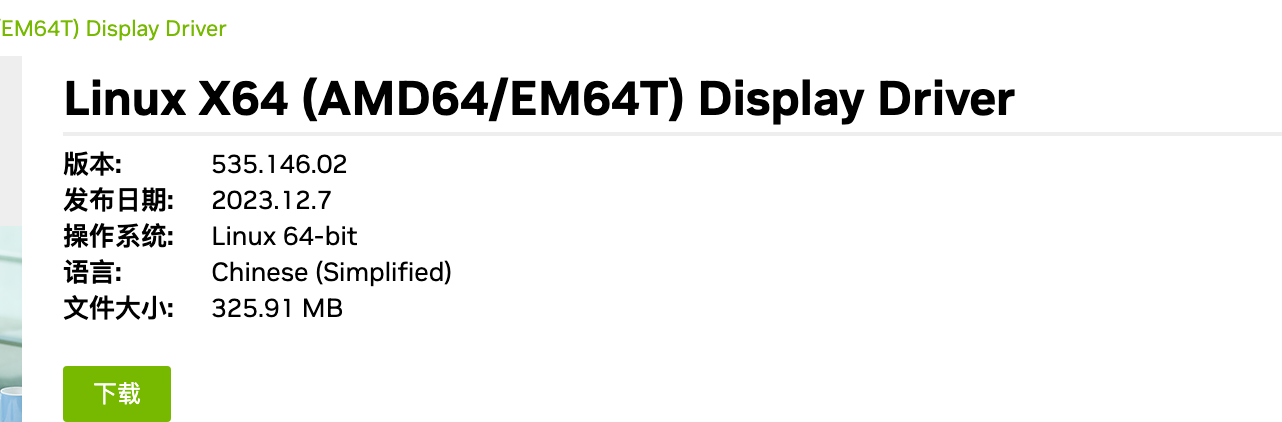 /EM64T) Display Driver
Linux X64 (AMD64/EM64T) Display Driver
版本: 535.146.02
发布日期: 2023.12.7
操作系统: Linux 64-bit
语言: Chinese (Simplified)
文件大小: 325.91 MB
下载